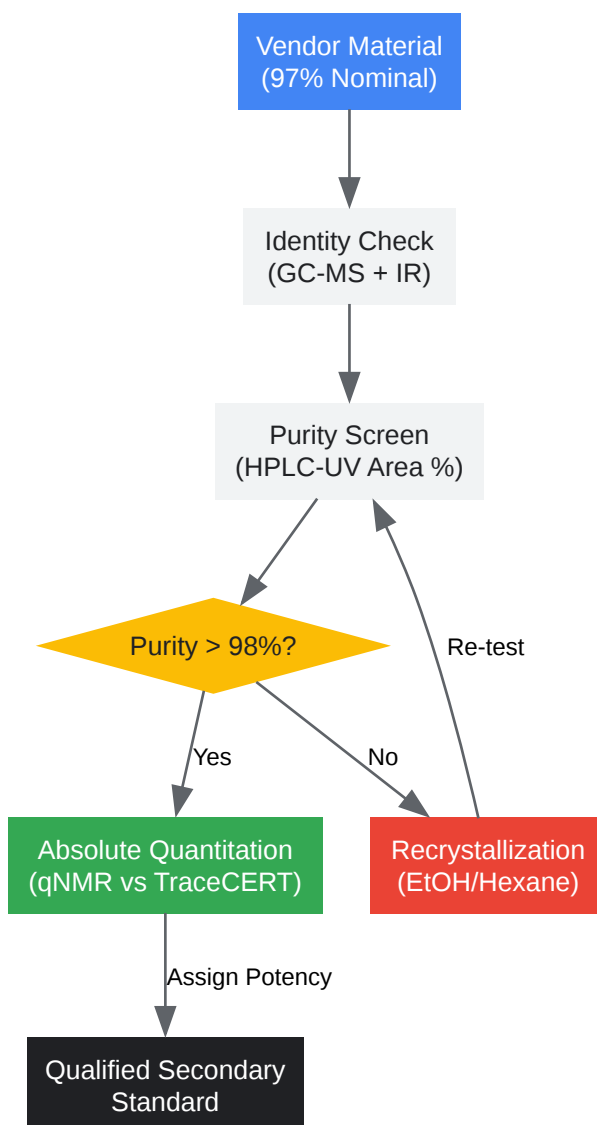 Vendor Material
(97% Nominal)
Identity Check
(GC-MS + IR)
Purity Screen
(HPLC-UV Area %)
Purity > 98%?
Re-test
Yes
No
Absolute Quantitation
(qNMR vs TraceCERT)
Recrystallization
(EtOH/Hexane)
Assign Potency
Qualified Secondary
Standard